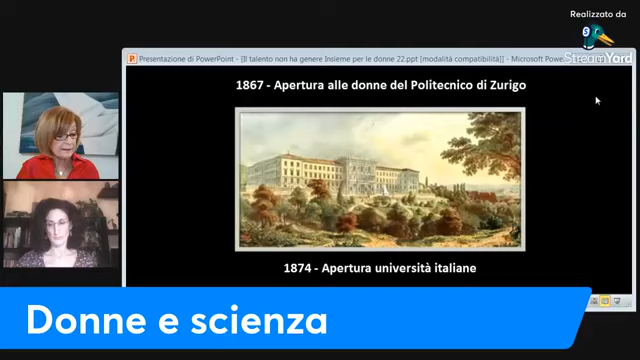 Realizzato da
StreamYard
Presentazione di PowerPoint - [Il talento non ha genere Insieme per le donne 22.ppt [modalità compatibilità] - Microsoft Power
1867 - Apertura alle donne del Politecnico di Zurigo
1874 - Apertura università italiane
Donne e scienza